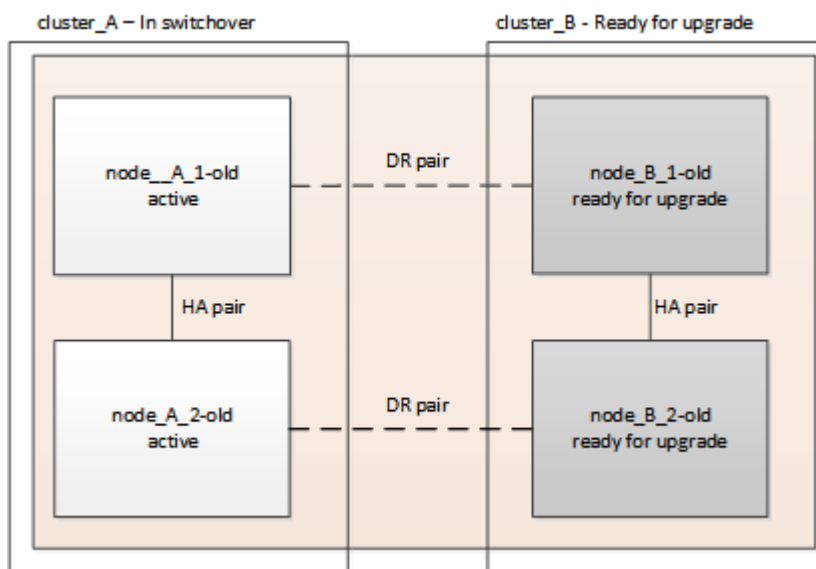 cluster_A – In switchover
cluster_B - Ready for upgrade
node__A_1-old
active
DR pair
node_B_1-old
ready for upgrade
HA pair
HA pair
node_A_2-old
active
DR pair
node_B_2-old
ready for upgrade